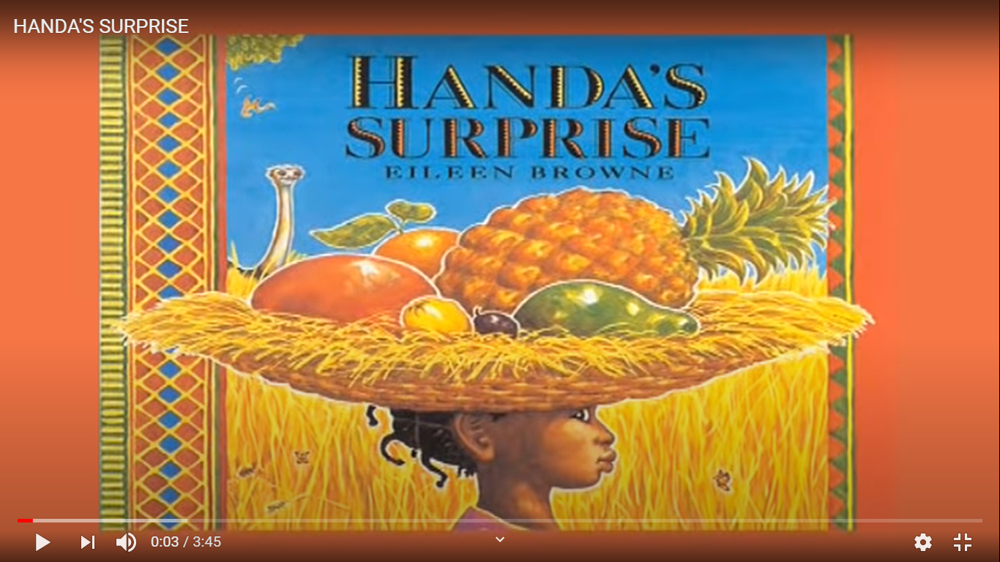 HANDA'S SURPRISE
HANDA'S
SURPRISE
EILEEN BROWNE
0:03 / 3:45